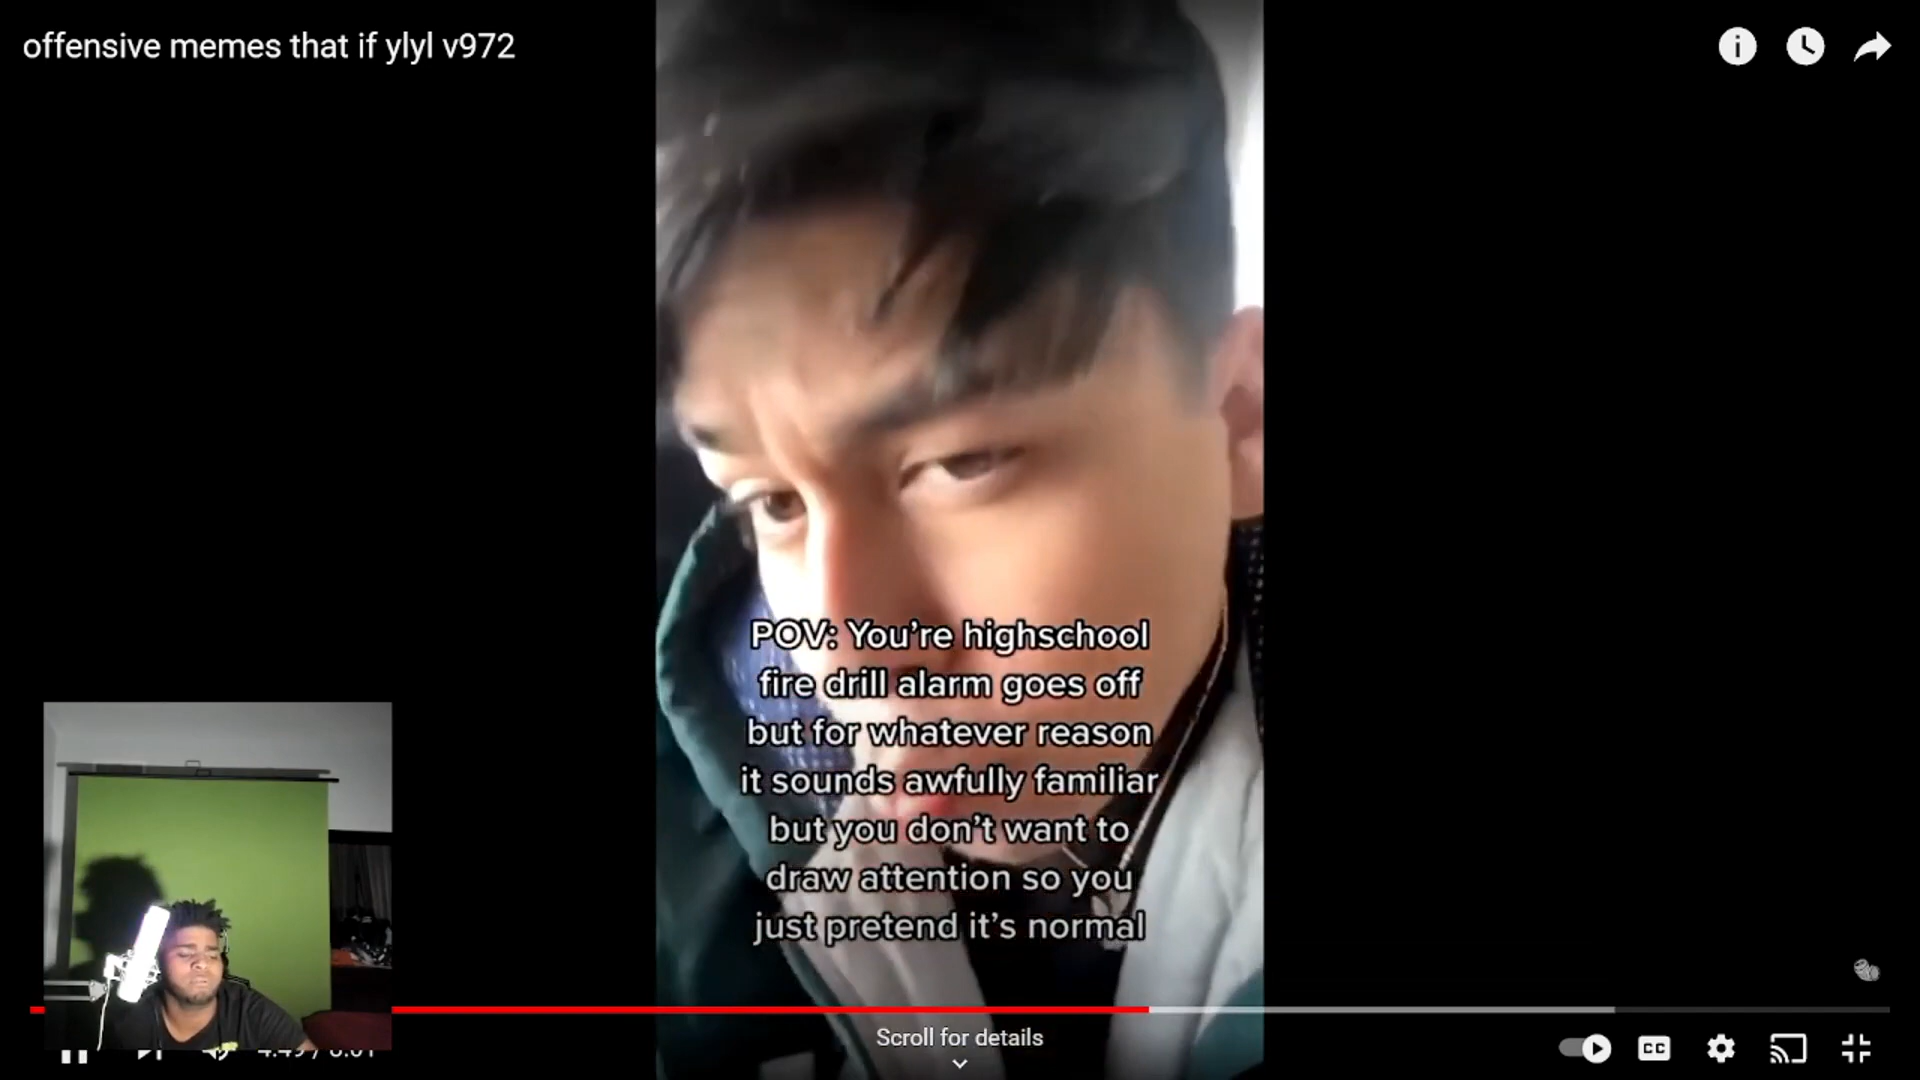 offensive memes that if ylyl v972
POV: You're highschool
fire drill alarm goes off
but for whatever reason
it sounds awfully familiar
but you don't want to
draw attention so you
just pretend it's normal
Scroll for details
CC